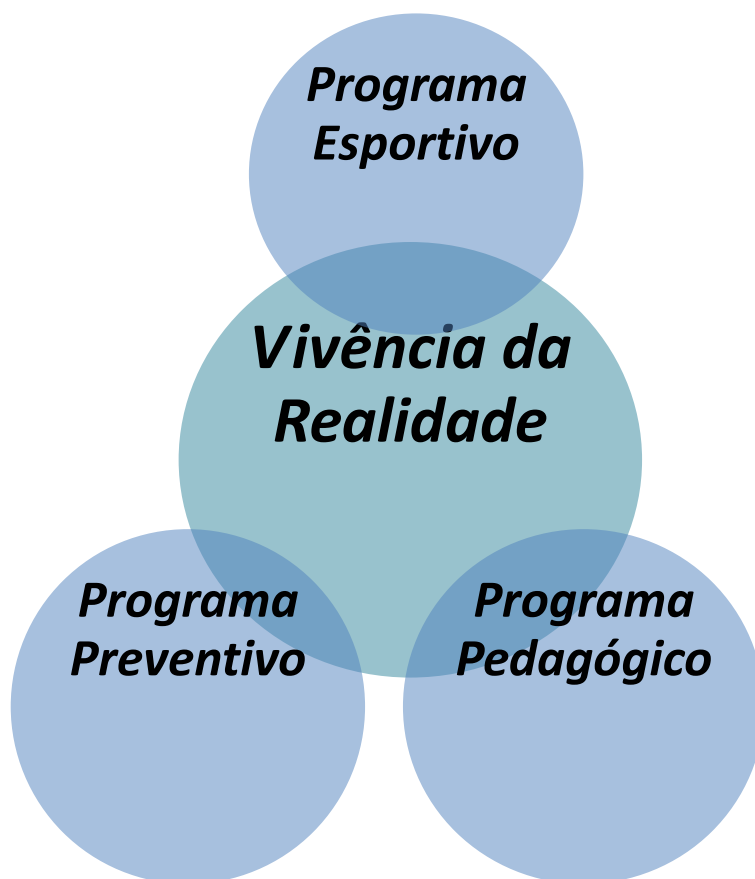 Programa
Esportivo
Vivência da
Realidade
Programa
Preventivo
Programa
Pedagógico